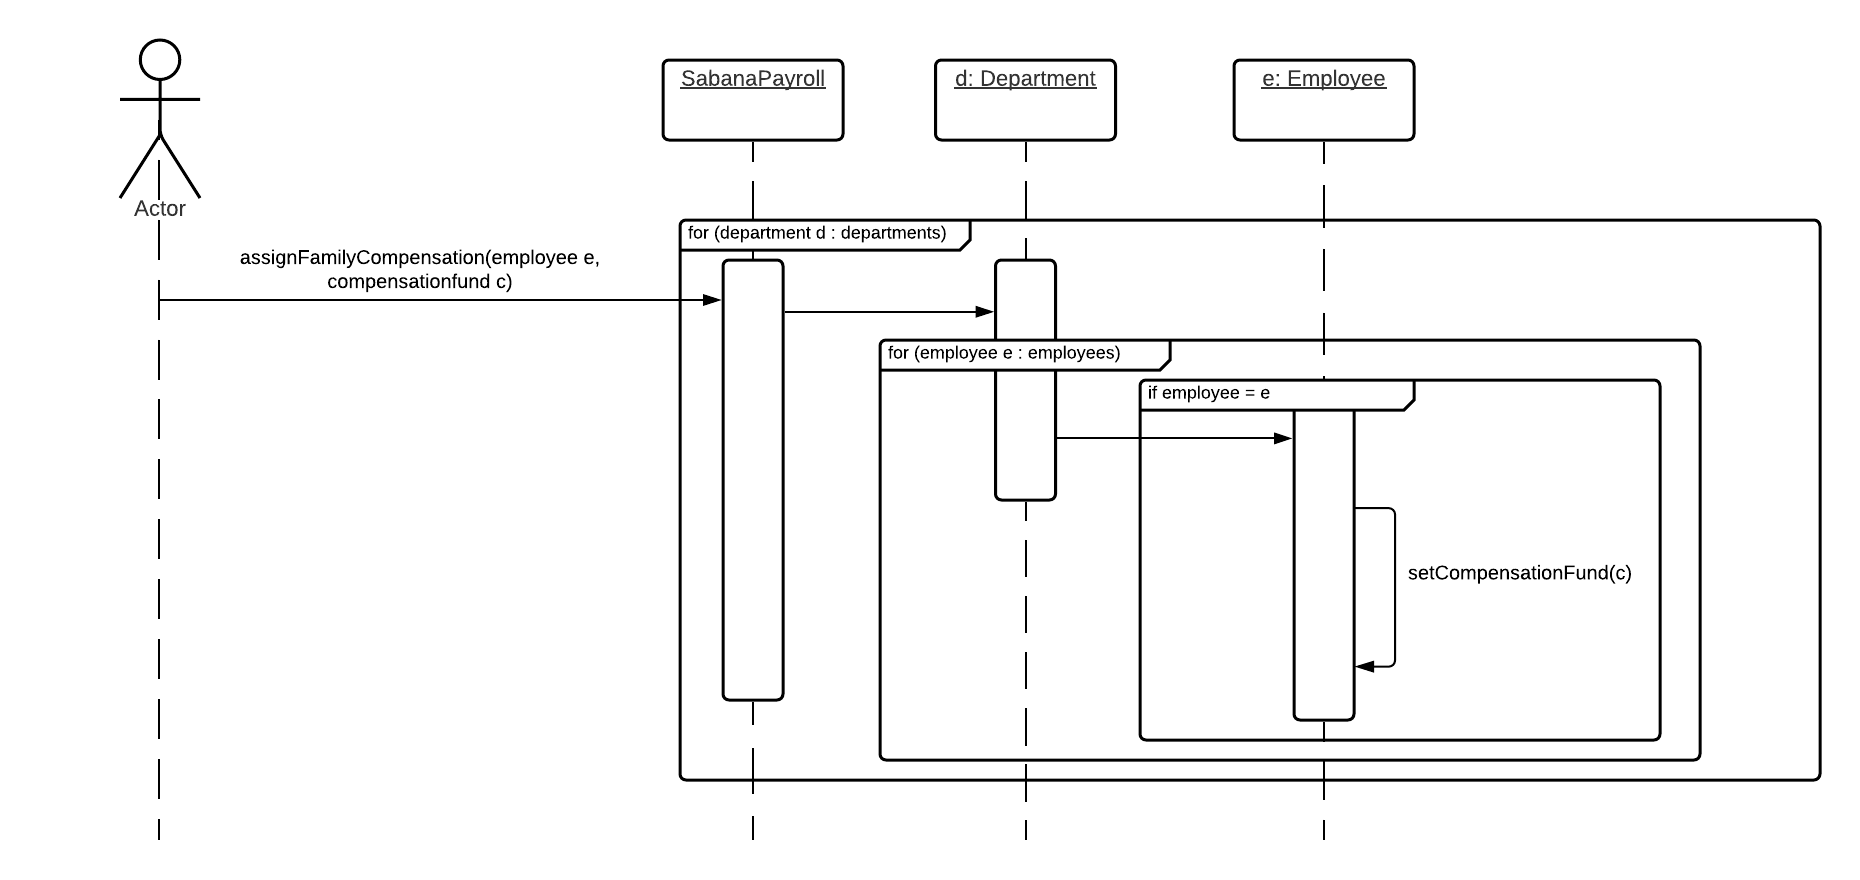 Actor
SabanaPayroll
d: Department
e: Employee
for (department d : departments)
assignFamilyCompensation(employee e,
compensationfund c)
for (employee e : employees)
if employee = e
setCompensationFund(c)